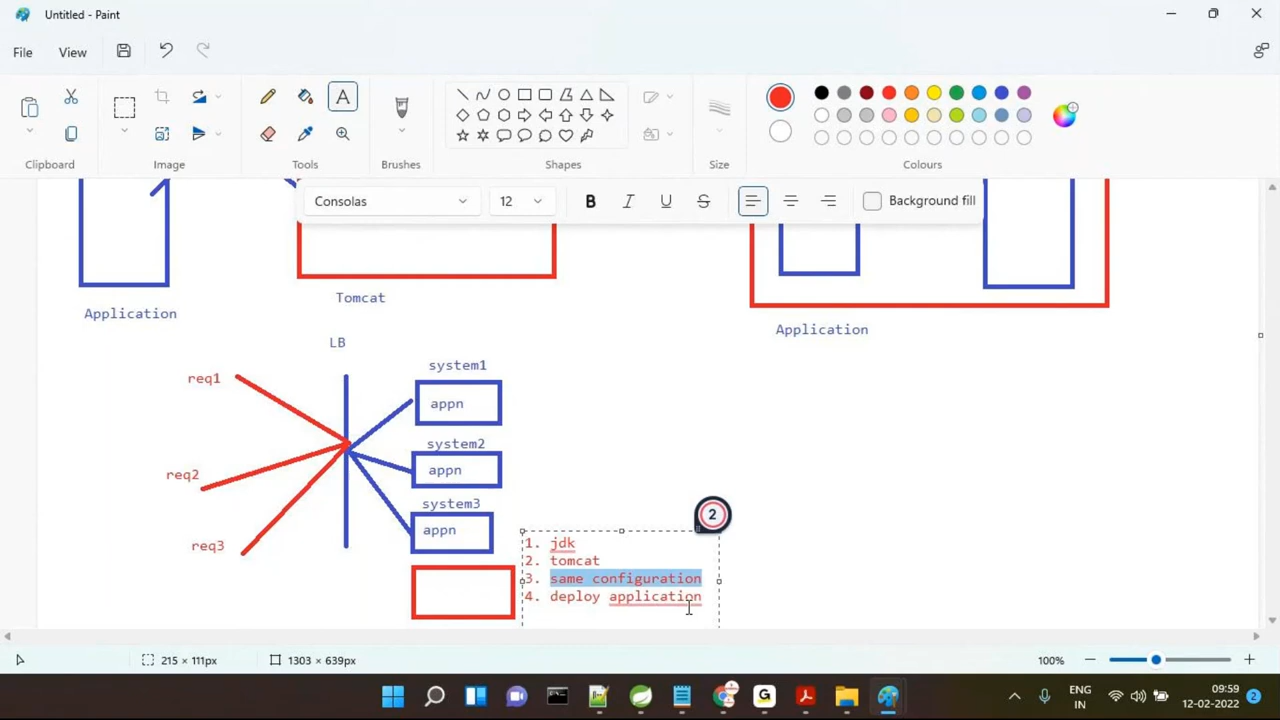 Untitled - Paint
File
View
Clipboard
Image
Tools
Brushes
Shapes
Size
Colours
Consolas
12
B
I
U
S
Background fill
Application
Tomcat
Application
LB
system1
req1
appn
system2
req2
appn
system3
appn
req3
2
1. jdk
2. tomcat
3. same configuration
4. deploy application
215 × 111px
1303 × 639px
100%
ENG
IN
09:59
12-02-2022
2